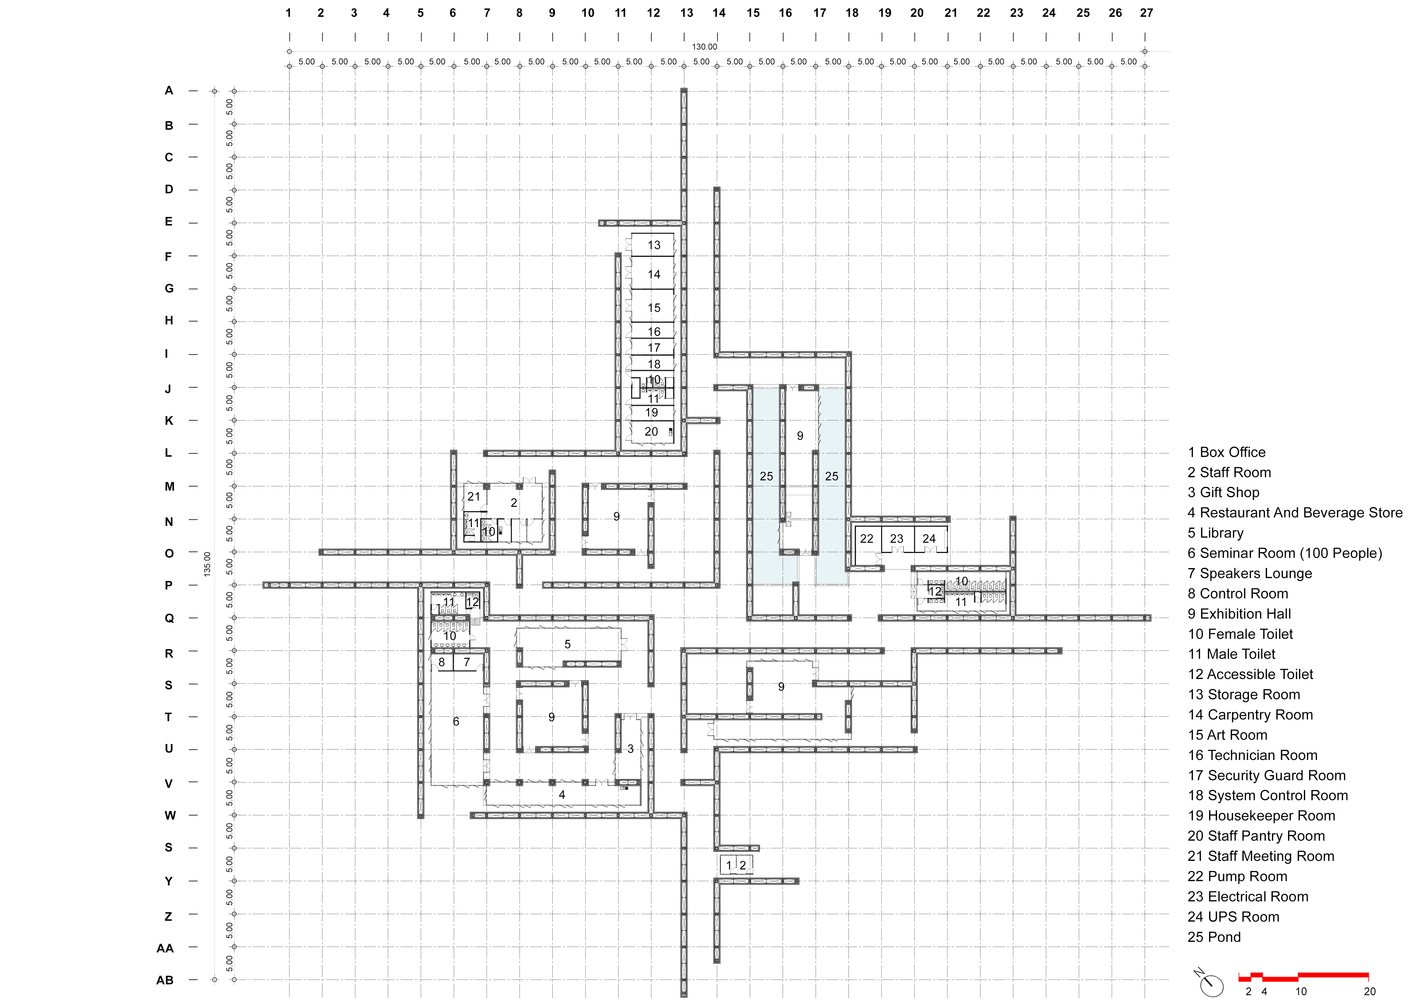 1 2 3 4 5 6 7 8 9 10 11 12 13 14 15 16 17 18 19 20 21 22 23 24 25 26 27
130.00
5.00 5.00 5.00 5.00 5.00 5.00 5.00 5.00 5.00 5.00 5.00 5.00 5.00 5.00 5.00 5.00 5.00 5.00 5.00 5.00 5.00 5.00 5.00 5.00 5.00 5.00
A
5.00
B
5.00
C
5.00
D
5.00
E
5.00
13
F
5.00
14
G
5.00
15
H
5.00
16
17
I
5.00
18
10
J
5.00
11
19
K
5.00
20 9
L
5.00
25 25
M
5.00
21 2
9
N
5.00
11 10
22 23 24
O
135.00
5.00
10
P
12
5.00
11 12 11
Q
5.00
10
5
R
5.00
8 7
S
5.00
9
T
6 9
5.00
3
U
5.00
V
5.00
4
W
5.00
S
5.00
1 2
Y
5.00
Z
5.00
AA
5.00
AB
1 Box Office
2 Staff Room
3 Gift Shop
4 Restaurant And Beverage Store
5 Library
6 Seminar Room (100 People)
7 Speakers Lounge
8 Control Room
9 Exhibition Hall
10 Female Toilet
11 Male Toilet
12 Accessible Toilet
13 Storage Room
14 Carpentry Room
15 Art Room
16 Technician Room
17 Security Guard Room
18 System Control Room
19 Housekeeper Room
20 Staff Pantry Room
21 Staff Meeting Room
22 Pump Room
23 Electrical Room
24 UPS Room
25 Pond
N
2 4 10 20